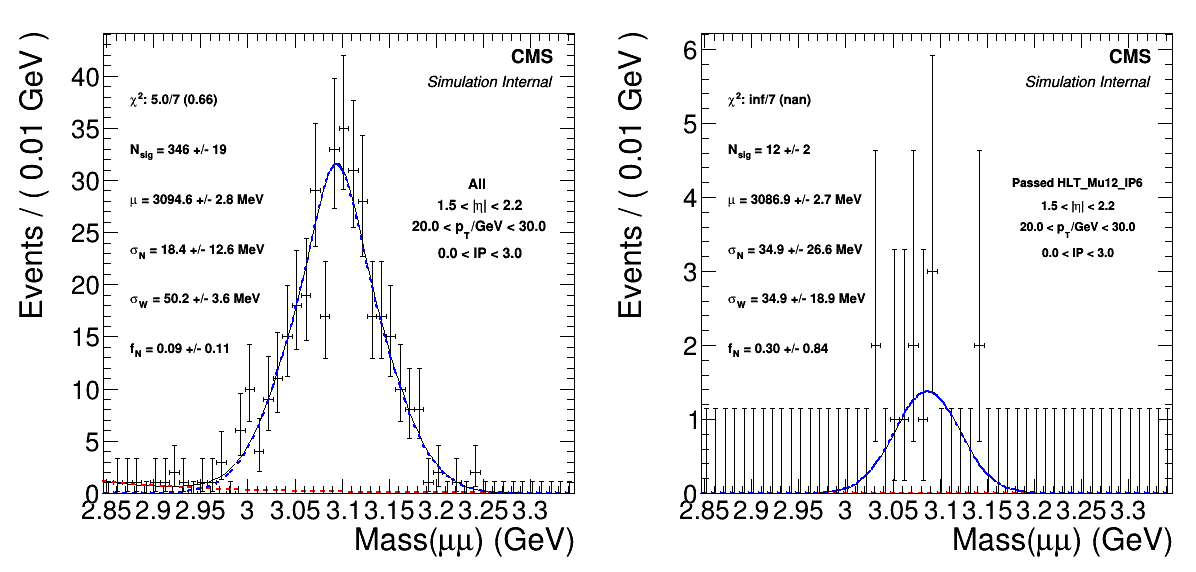 CMS
Simulation Internal
χ²: 5.0/7 (0.66)
N_sig = 346 +/- 19
μ = 3094.6 +/- 2.8 MeV
σ_N = 18.4 +/- 12.6 MeV
σ_W = 50.2 +/- 3.6 MeV
f_N = 0.09 +/- 0.11
All
1.5 < |η| < 2.2
20.0 < p_T/GeV < 30.0
0.0 < IP < 3.0
Events / ( 0.01 GeV )
40
35
30
25
20
15
10
5
0
2.85 2.9 2.95 3 3.05 3.1 3.15 3.2 3.25 3.3
Mass(μμ) (GeV)
CMS
Simulation Internal
χ²: inf/7 (nan)
N_sig = 12 +/- 2
μ = 3086.9 +/- 2.7 MeV
σ_N = 34.9 +/- 26.6 MeV
σ_W = 34.9 +/- 18.9 MeV
f_N = 0.30 +/- 0.84
Passed HLT_Mu12_IP6
1.5 < |η| < 2.2
20.0 < p_T/GeV < 30.0
0.0 < IP < 3.0
Events / ( 0.01 GeV )
6
5
4
3
2
1
0
2.85 2.9 2.95 3 3.05 3.1 3.15 3.2 3.25 3.3
Mass(μμ) (GeV)